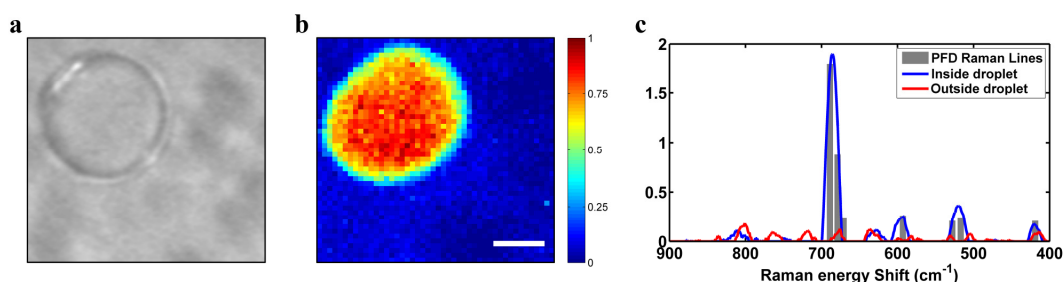 a
b
c
1
0.75
0.5
0.25
0
2
1.5
1
0.5
0
PFD Raman Lines
Inside droplet
Outside droplet
900 800 700 600 500 400
Raman energy Shift (cm⁻¹)